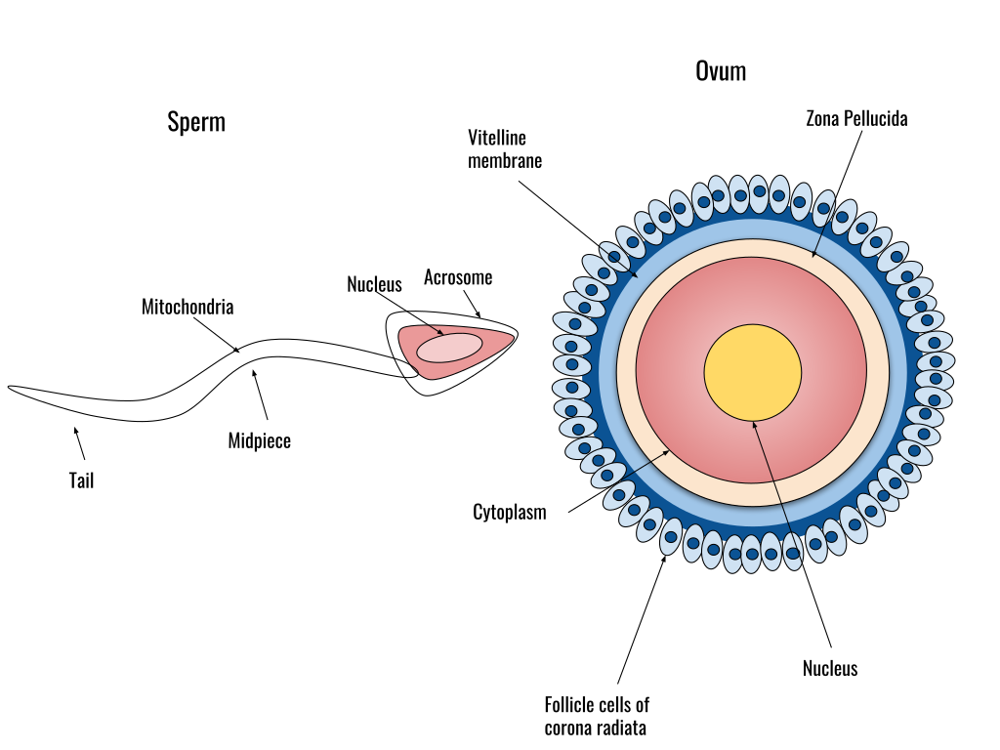 Ovum
Sperm
Zona Pellucida
Vitelline
membrane
Nucleus
Acrosome
Mitochondria
Midpiece
Tail
Cytoplasm
Nucleus
Follicle cells of
corona radiata